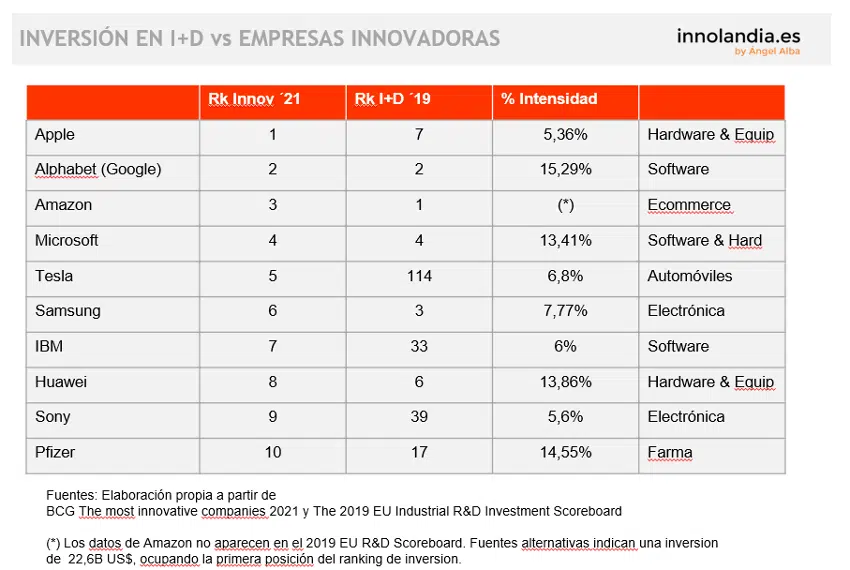 INVERSIÓN EN I+D vs EMPRESAS INNOVADORAS
innolandia.es
by Ángel Alba
Rk Innov ´21 Rk I+D ´19 % Intensidad
Apple 1 7 5,36% Hardware & Equip
Alphabet (Google) 2 2 15,29% Software
Amazon 3 1 (*) Ecommerce
Microsoft 4 4 13,41% Software & Hard
Tesla 5 114 6,8% Automóviles
Samsung 6 3 7,77% Electrónica
IBM 7 33 6% Software
Huawei 8 6 13,86% Hardware & Equip
Sony 9 39 5,6% Electrónica
Pfizer 10 17 14,55% Farma
Fuentes: Elaboración propia a partir de
BCG The most innovative companies 2021 y The 2019 EU Industrial R&D Investment Scoreboard
(*) Los datos de Amazon no aparecen en el 2019 EU R&D Scoreboard. Fuentes alternativas indican una inversion
de 22,6B US$, ocupando la primera posición del ranking de inversion.